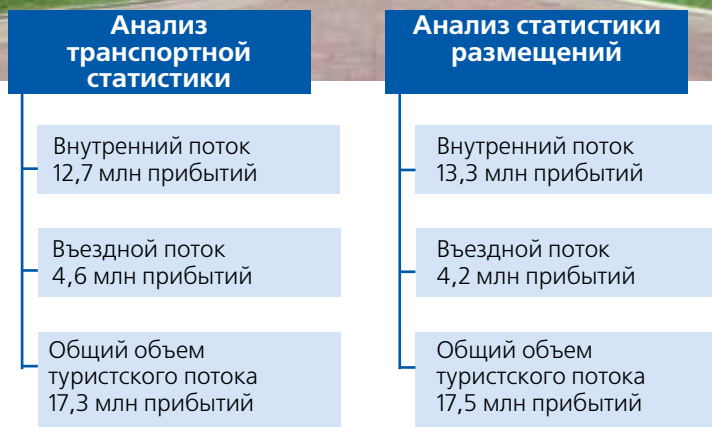 Анализ
транспортной
статистики
Внутренний поток
12,7 млн прибытий
Въездной поток
4,6 млн прибытий
Общий объем
туристского потока
17,3 млн прибытий
Анализ статистики
размещений
Внутренний поток
13,3 млн прибытий
Въездной поток
4,2 млн прибытий
Общий объем
туристского потока
17,5 млн прибытий